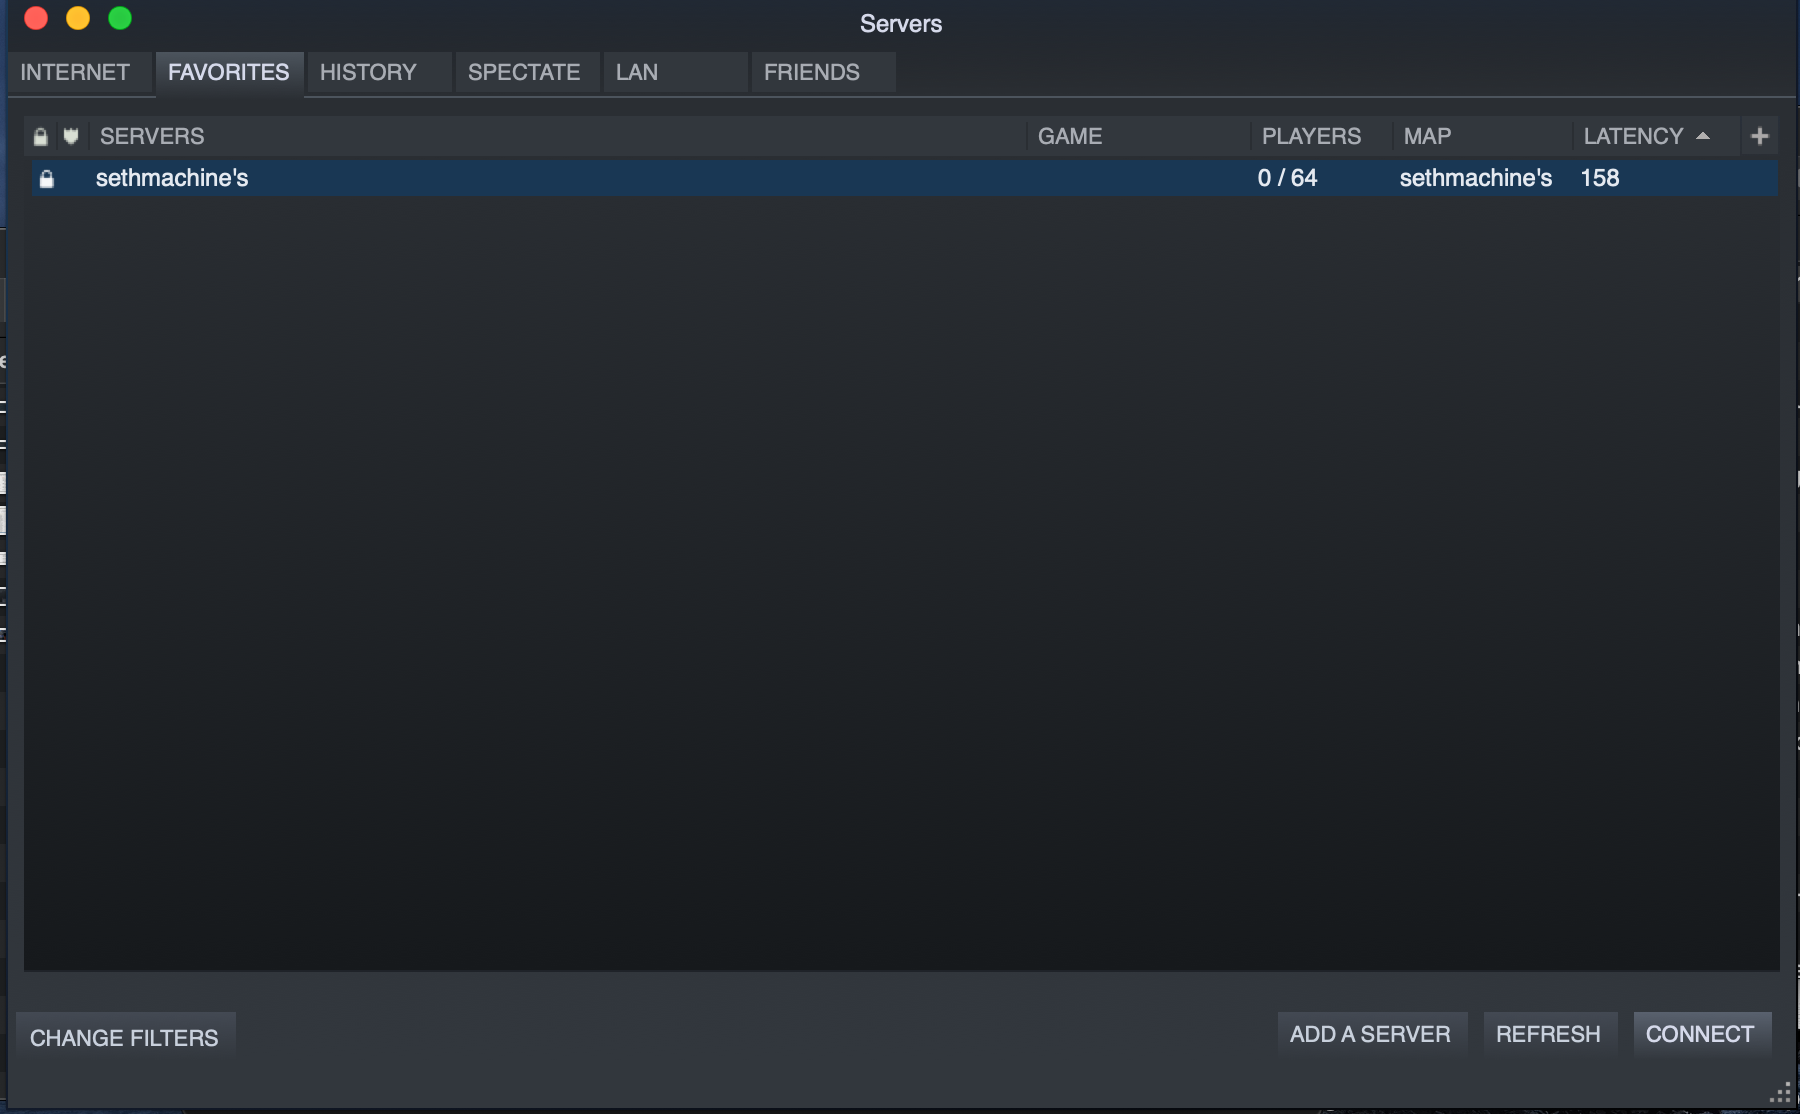 Servers
INTERNET FAVORITES HISTORY SPECTATE LAN FRIENDS
SERVERS GAME PLAYERS MAP LATENCY
sethmachine's 0 / 64 sethmachine's 158
CHANGE FILTERS ADD A SERVER REFRESH CONNECT